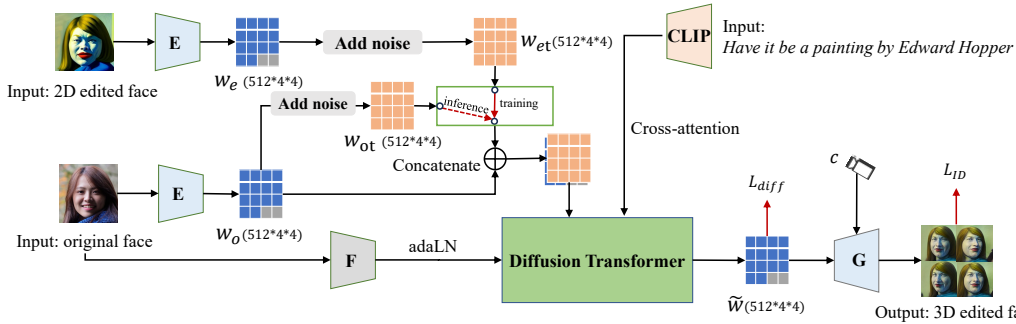 E
Add noise
w_et (512*4*4)
CLIP
Input:
Have it be a painting by Edward Hopper
w_e (512*4*4)
Input: 2D edited face
Add noise
inference
training
w_ot (512*4*4)
Cross-attention
Concatenate
c
L_diff
L_ID
E
w_o (512*4*4)
Input: original face
F
adaLN
Diffusion Transformer
G
w̃ (512*4*4)
Output: 3D edited fa